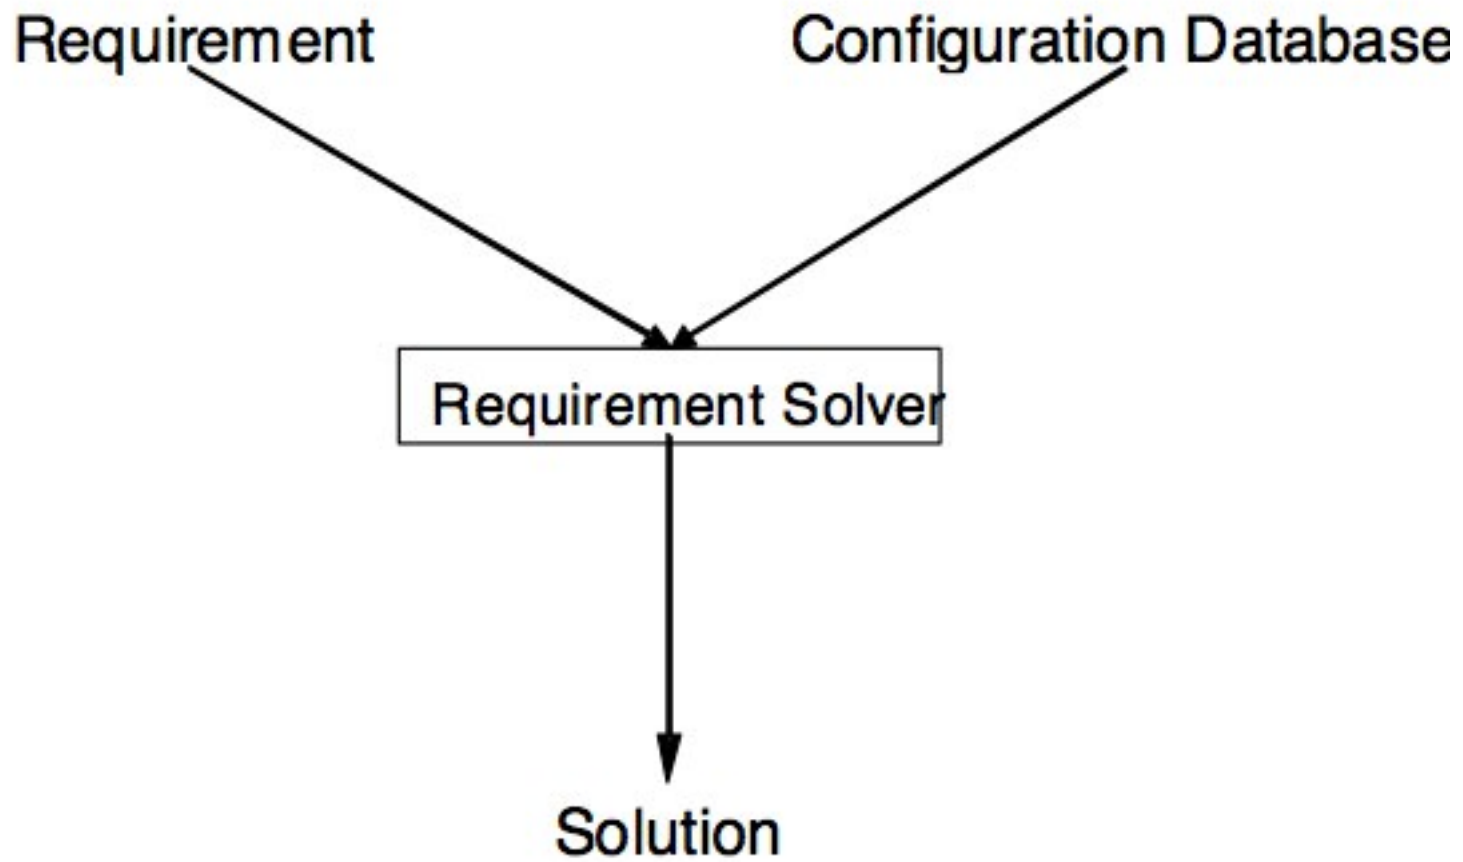 Requirement
Configuration Database
Requirement Solver
Solution